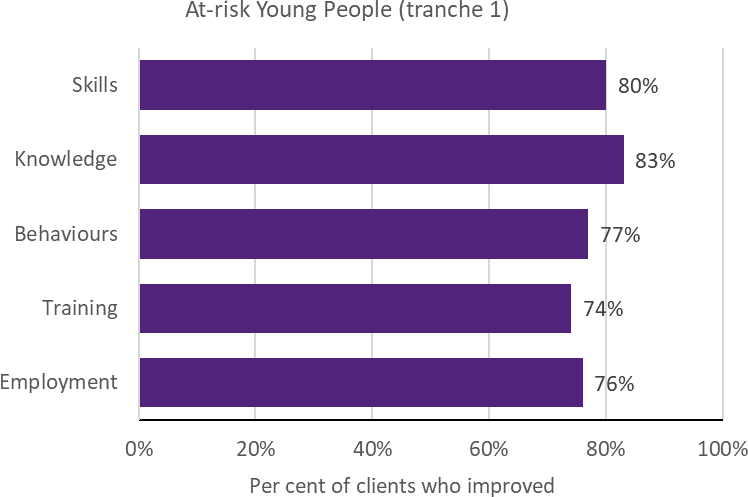 At-risk Young People (tranche 1)
Skills 80%
Knowledge 83%
Behaviours 77%
Training 74%
Employment 76%
0% 20% 40% 60% 80% 100%
Per cent of clients who improved